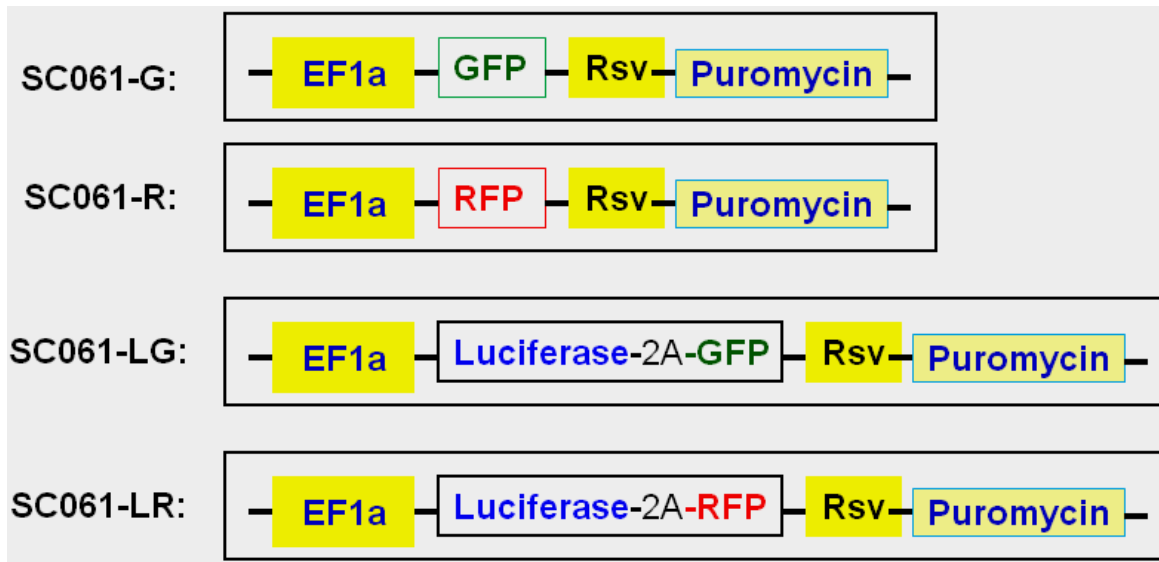 SC061-G: EF1a GFP Rsv Puromycin
SC061-R: EF1a RFP Rsv Puromycin
SC061-LG: EF1a Luciferase-2A-GFP Rsv Puromycin
SC061-LR: EF1a Luciferase-2A-RFP Rsv Puromycin